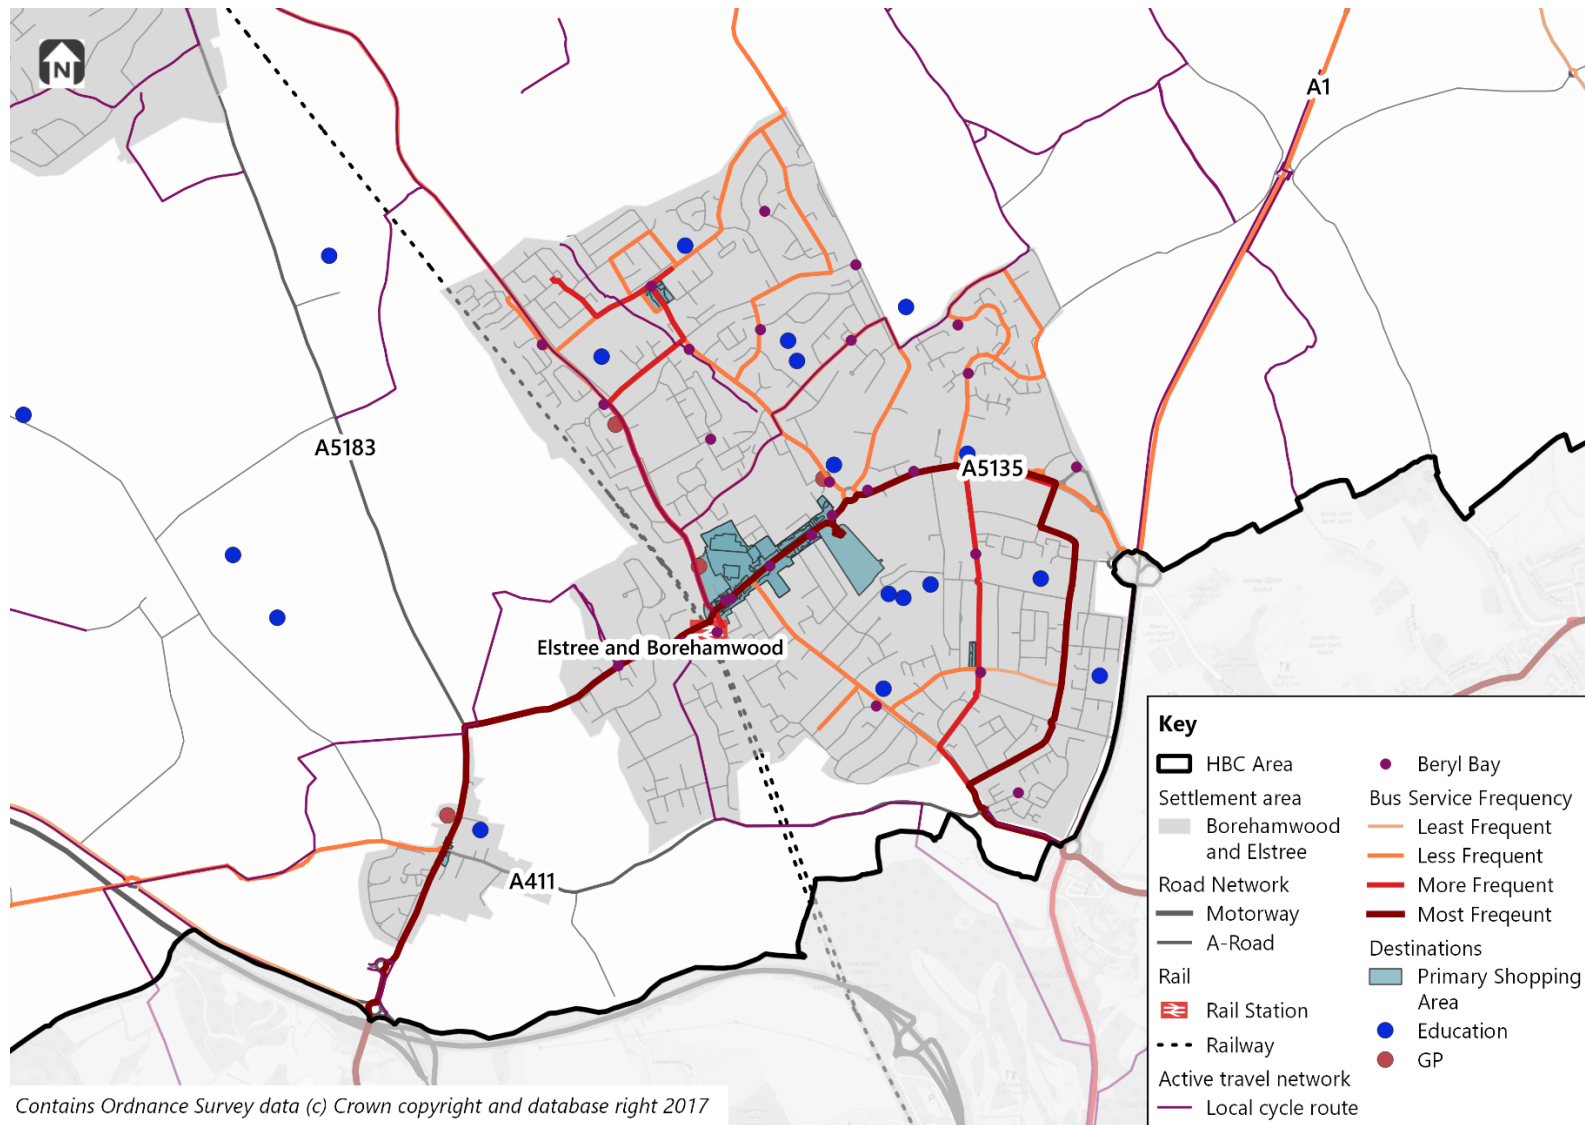 N
A1
A5183
A5135
Elstree and Borehamwood
A411
Key
HBC Area
Settlement area
Borehamwood
and Elstree
Road Network
Motorway
A-Road
Rail
Rail Station
Railway
Active travel network
Local cycle route
Beryl Bay
Bus Service Frequency
Least Frequent
Less Frequent
More Frequent
Most Freqeunt
Destinations
Primary Shopping
Area
Education
GP
Contains Ordnance Survey data (c) Crown copyright and database right 2017